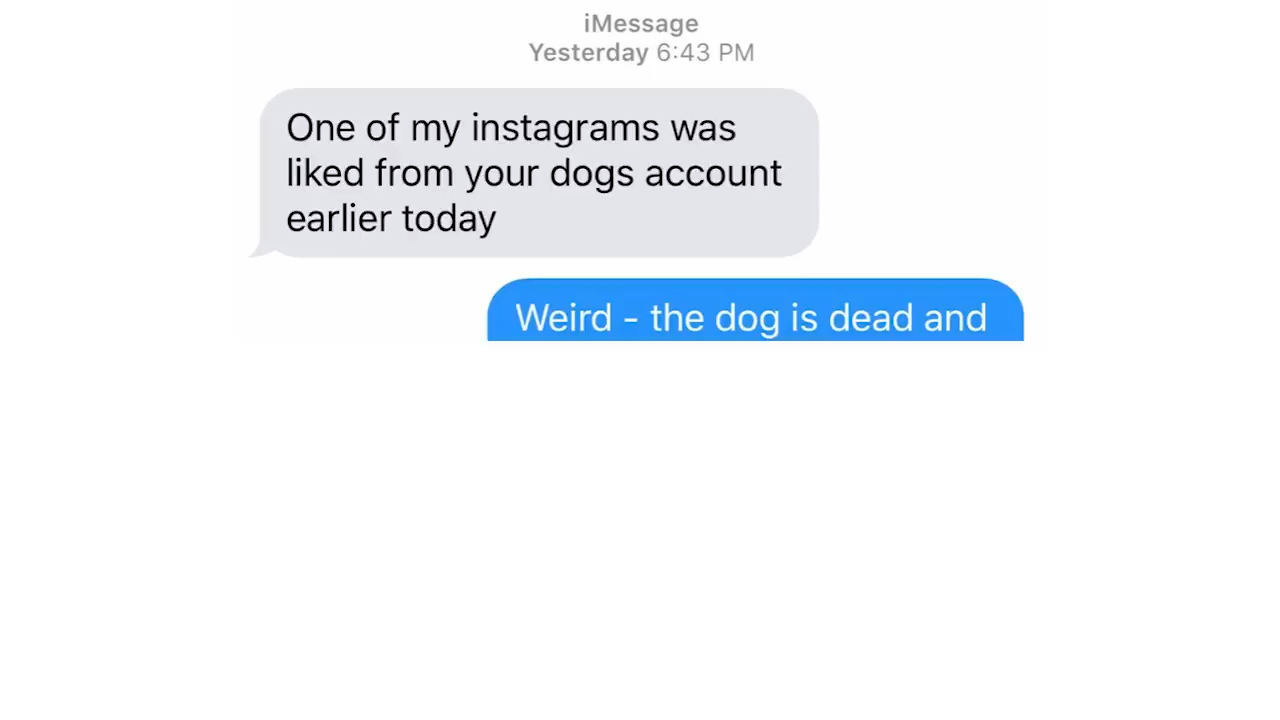 iMessage
Yesterday 6:43 PM
One of my instagrams was
liked from your dogs account
earlier today
Weird - the dog is dead and